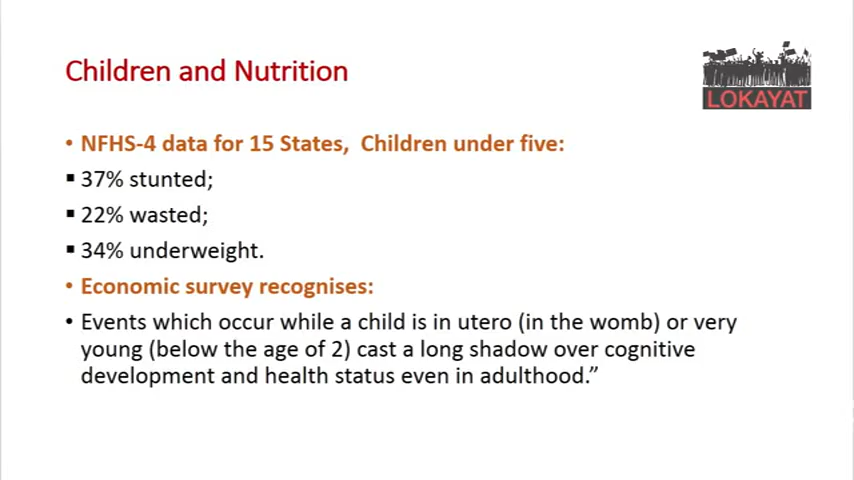 Children and Nutrition
LOKAYAT
• NFHS-4 data for 15 States, Children under five:
▪ 37% stunted;
▪ 22% wasted;
▪ 34% underweight.
• Economic survey recognises:
• Events which occur while a child is in utero (in the womb) or very
young (below the age of 2) cast a long shadow over cognitive
development and health status even in adulthood.”